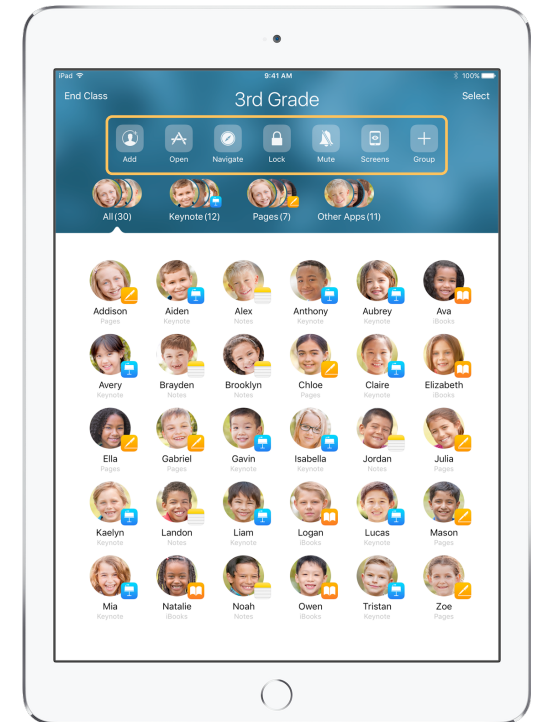 iPad 9:41 AM 100%
End Class 3rd Grade Select
Add Open Navigate Lock Mute Screens Group
All (30) Keynote (12) Pages (7) Other Apps (11)
Addison Aiden Alex Anthony Aubrey Ava
Pages Keynote Notes Keynote Keynote iBooks
Avery Brayden Brooklyn Chloe Claire Elizabeth
Keynote Notes Notes Pages Keynote iBooks
Ella Gabriel Gavin Isabella Jordan Julia
Pages Pages Keynote Keynote Notes Pages
Kaelyn Landon Liam Logan Lucas Mason
Keynote Notes Keynote iBooks Keynote Pages
Mia Natalie Noah Owen Tristan Zoe
Keynote iBooks Notes iBooks Keynote Pages